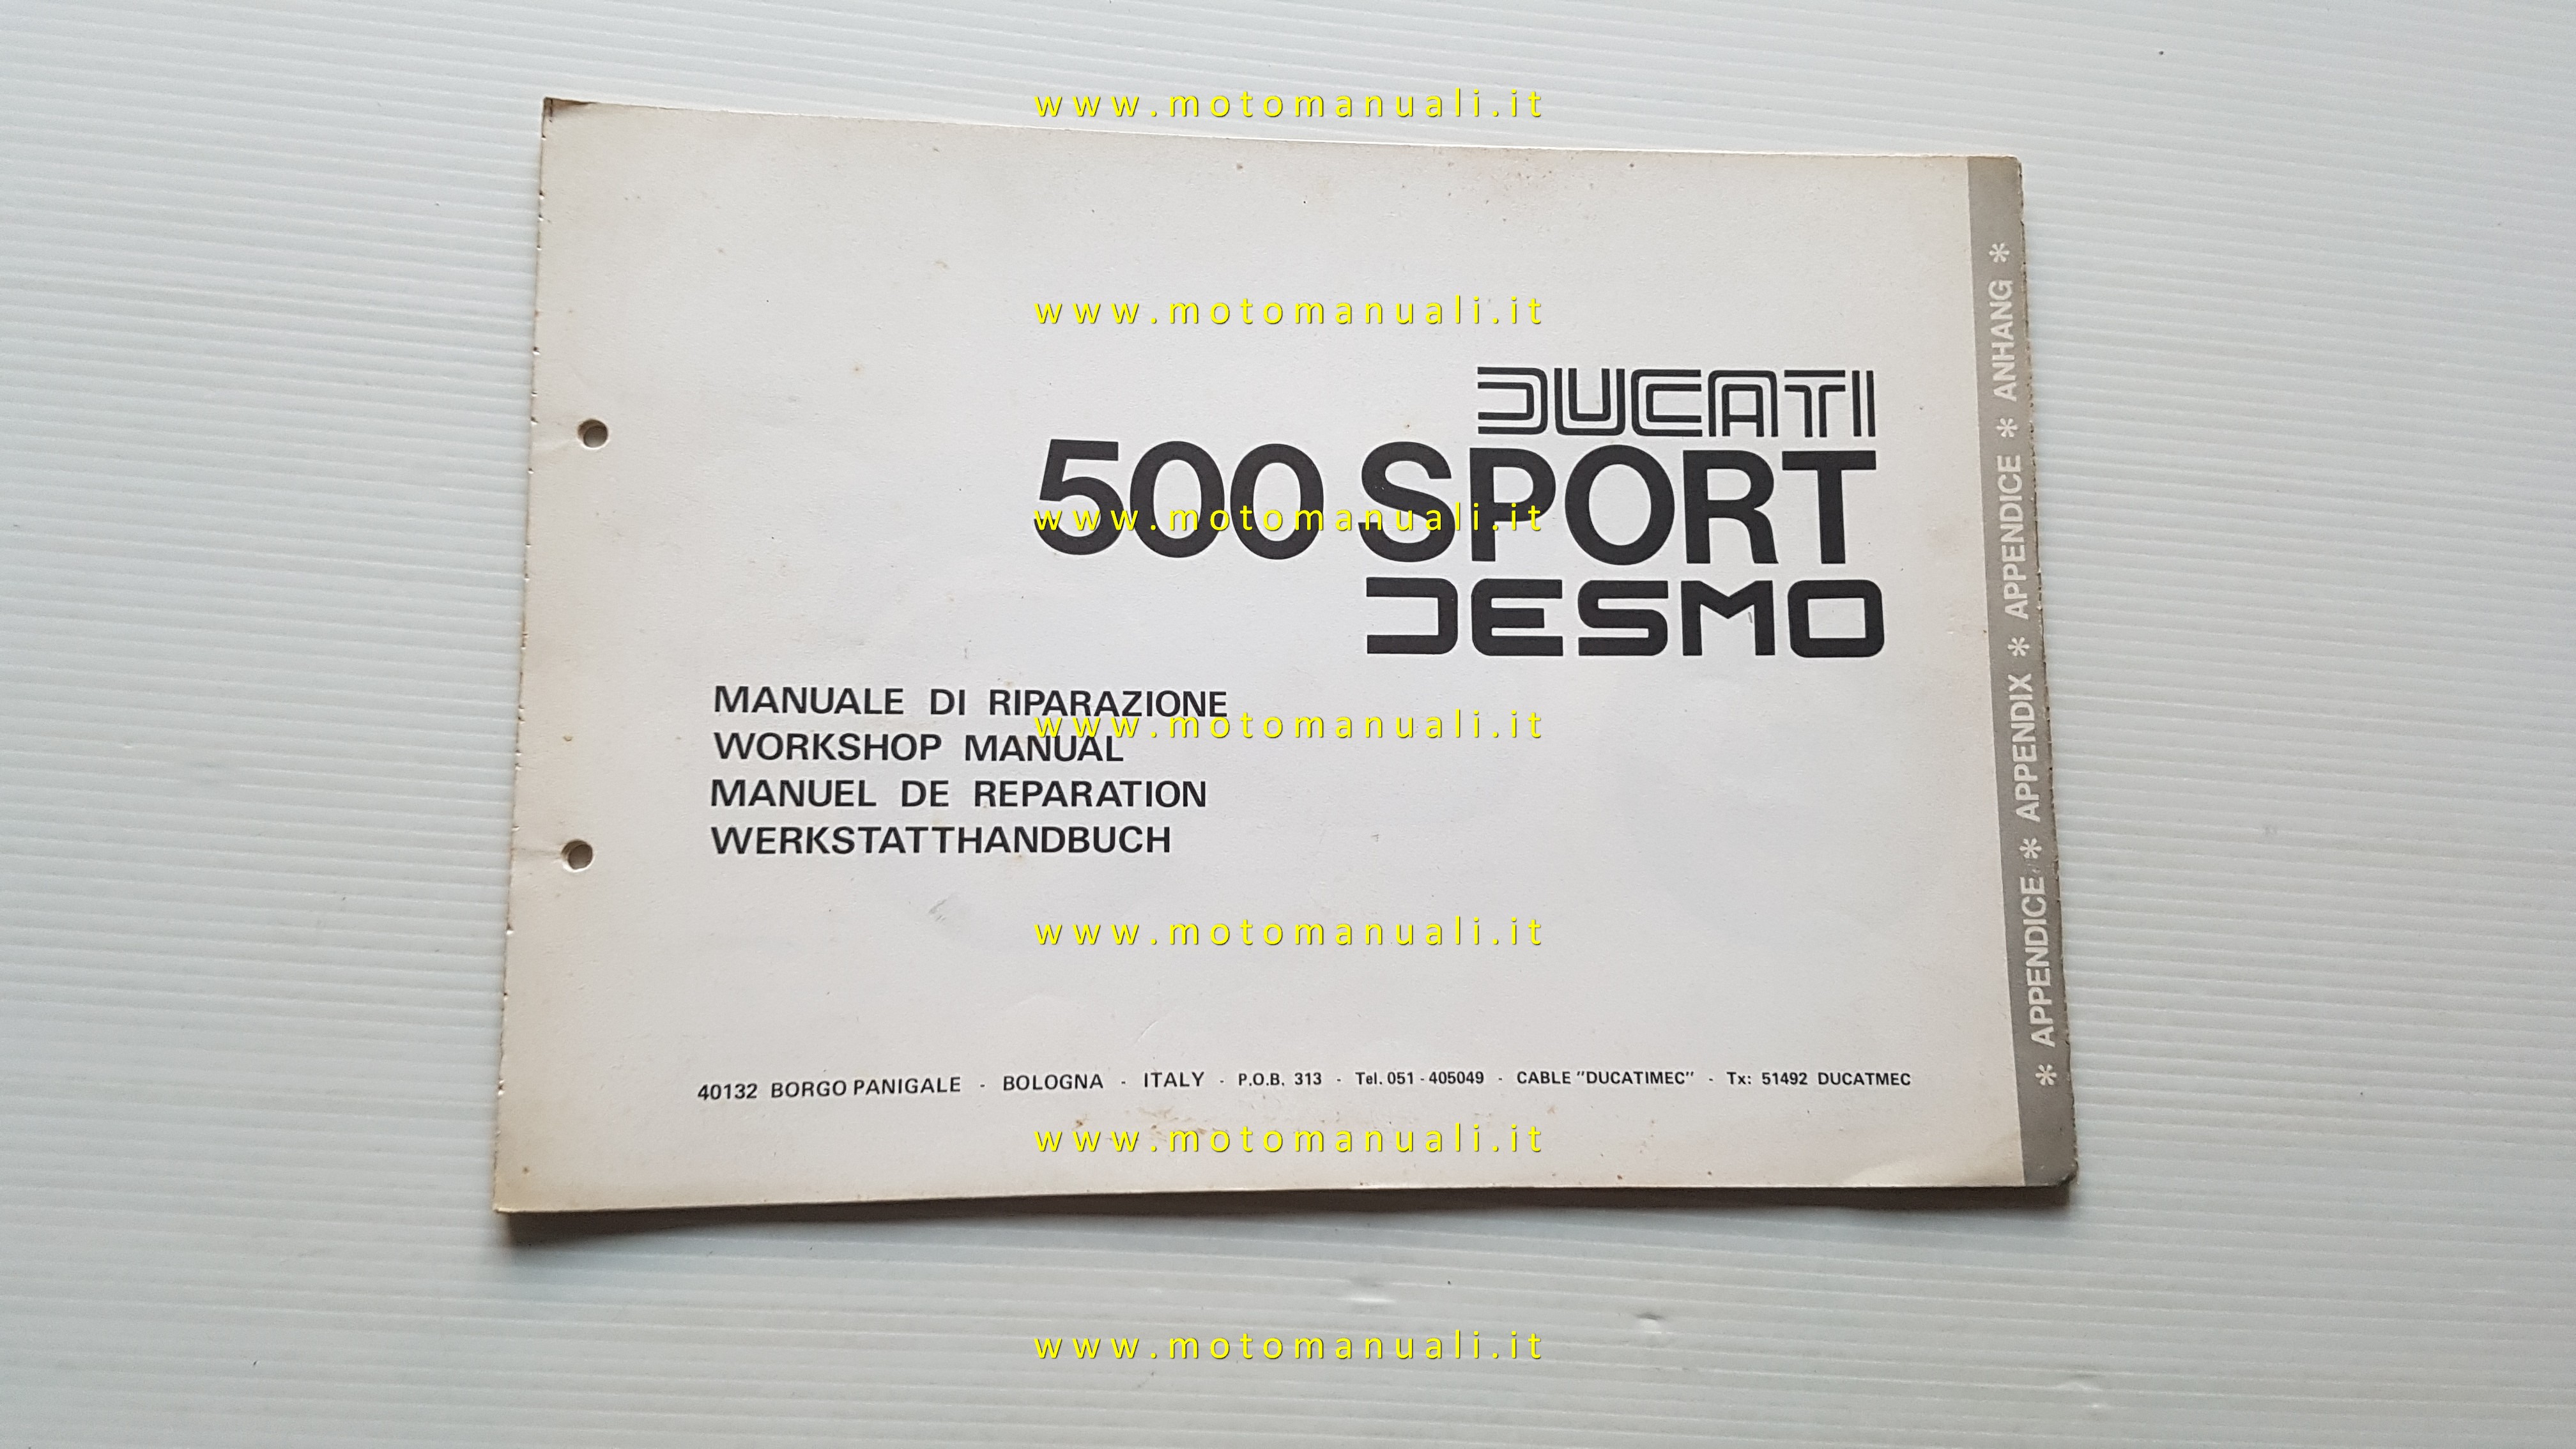 www.motomanuali.it
www.motomanuali.it
DUCATI
500 SPORT
www.motomanuali.it
DESMO
MANUALE DI RIPARAZIONE
www.motomanuali.it
WORKSHOP MANUAL
MANUEL DE REPARATION
WERKSTATTHANDBUCH
www.motomanuali.it
40132 BORGO PANIGALE - BOLOGNA - ITALY - P.O.B. 313 - Tel. 051 - 405049 - CABLE "DUCATIMEC" - Tx: 51492 DUCATMEC
www.motomanuali.it
www.motomanuali.it
* APPENDICE * APPENDIX * APPENDICE * ANHANG *